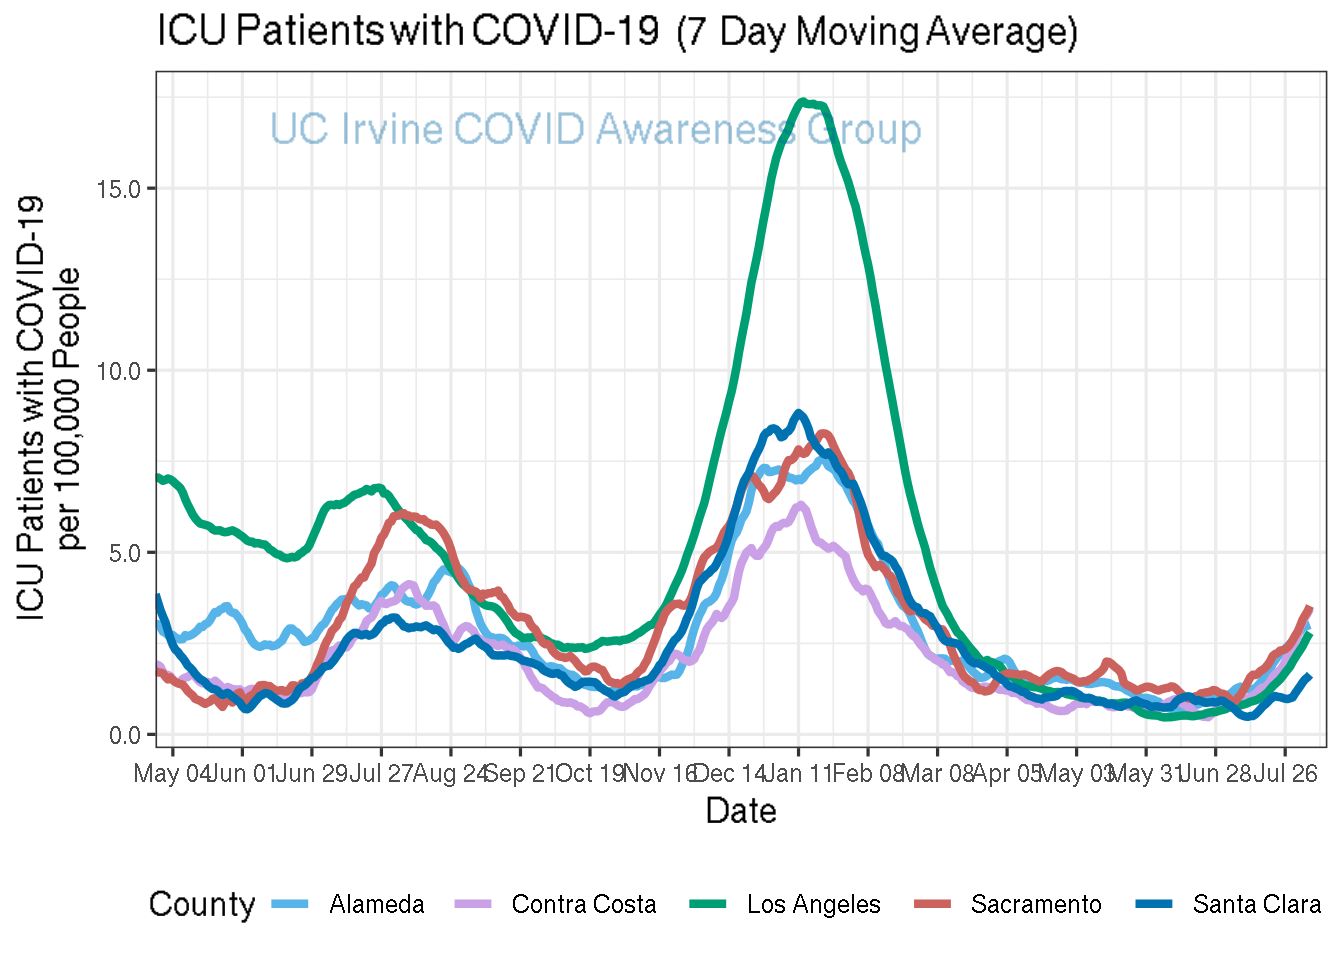 ICU Patients with COVID-19 (7 Day Moving Average)
UC Irvine COVID Awareness Group
ICU Patients with COVID-19
per 100,000 People
15.0
10.0
5.0
0.0
May 04 Jun 01 Jun 29 Jul 27 Aug 24 Sep 21 Oct 19 Nov 16 Dec 14 Jan 11 Feb 08 Mar 08 Apr 05 May 03 May 31 Jun 28 Jul 26
Date
County Alameda Contra Costa Los Angeles Sacramento Santa Clara